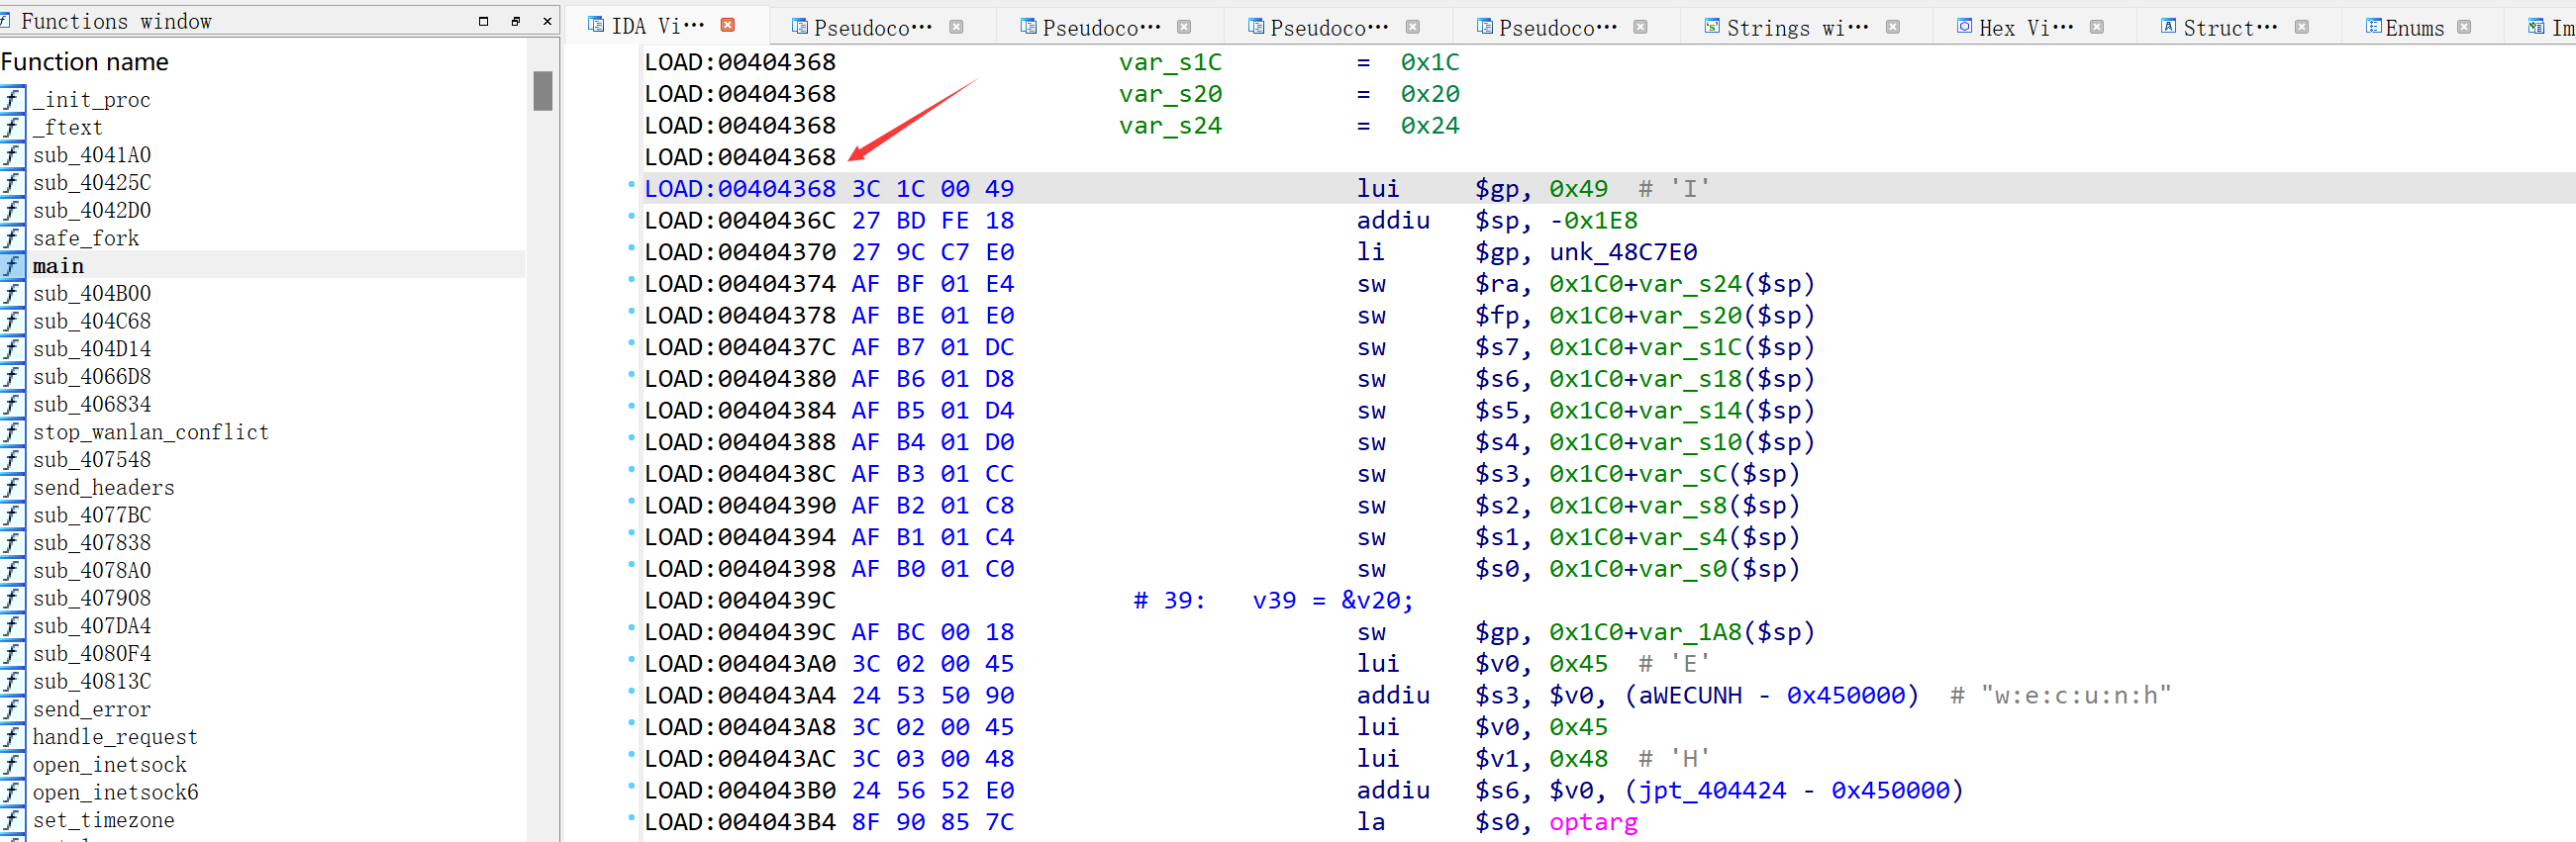 Functions window
IDA Vi···
Pseudoco···
Pseudoco···
Pseudoco···
Pseudoco···
Strings wi···
Hex Vi···
Struct···
Enums
Im
Function name
_init_proc
_ftext
sub_4041A0
sub_40425C
sub_4042D0
safe_fork
main
sub_404B00
sub_404C68
sub_404D14
sub_4066D8
sub_406834
stop_wanlan_conflict
sub_407548
send_headers
sub_4077BC
sub_407838
sub_4078A0
sub_407908
sub_407DA4
sub_4080F4
sub_40813C
send_error
handle_request
open_inetsock
open_inetsock6
set_timezone
LOAD:00404368 var_s1C = 0x1C
LOAD:00404368 var_s20 = 0x20
LOAD:00404368 var_s24 = 0x24
LOAD:00404368
LOAD:00404368 3C 1C 00 49 lui $gp, 0x49 # 'I'
LOAD:0040436C 27 BD FE 18 addiu $sp, -0x1E8
LOAD:00404370 27 9C C7 E0 li $gp, unk_48C7E0
LOAD:00404374 AF BF 01 E4 sw $ra, 0x1C0+var_s24($sp)
LOAD:00404378 AF BE 01 E0 sw $fp, 0x1C0+var_s20($sp)
LOAD:0040437C AF B7 01 DC sw $s7, 0x1C0+var_s1C($sp)
LOAD:00404380 AF B6 01 D8 sw $s6, 0x1C0+var_s18($sp)
LOAD:00404384 AF B5 01 D4 sw $s5, 0x1C0+var_s14($sp)
LOAD:00404388 AF B4 01 D0 sw $s4, 0x1C0+var_s10($sp)
LOAD:0040438C AF B3 01 CC sw $s3, 0x1C0+var_sC($sp)
LOAD:00404390 AF B2 01 C8 sw $s2, 0x1C0+var_s8($sp)
LOAD:00404394 AF B1 01 C4 sw $s1, 0x1C0+var_s4($sp)
LOAD:00404398 AF B0 01 C0 sw $s0, 0x1C0+var_s0($sp)
LOAD:0040439C # 39: v39 = &v20;
LOAD:0040439C AF BC 00 18 sw $gp, 0x1C0+var_1A8($sp)
LOAD:004043A0 3C 02 00 45 lui $v0, 0x45 # 'E'
LOAD:004043A4 24 53 50 90 addiu $s3, $v0, (aWECUNH - 0x450000) # "w:e:c:u:n:h"
LOAD:004043A8 3C 02 00 45 lui $v0, 0x45
LOAD:004043AC 3C 03 00 48 lui $v1, 0x48 # 'H'
LOAD:004043B0 24 56 52 E0 addiu $s6, $v0, (jpt_404424 - 0x450000)
LOAD:004043B4 8F 90 85 7C la $s0, optarg